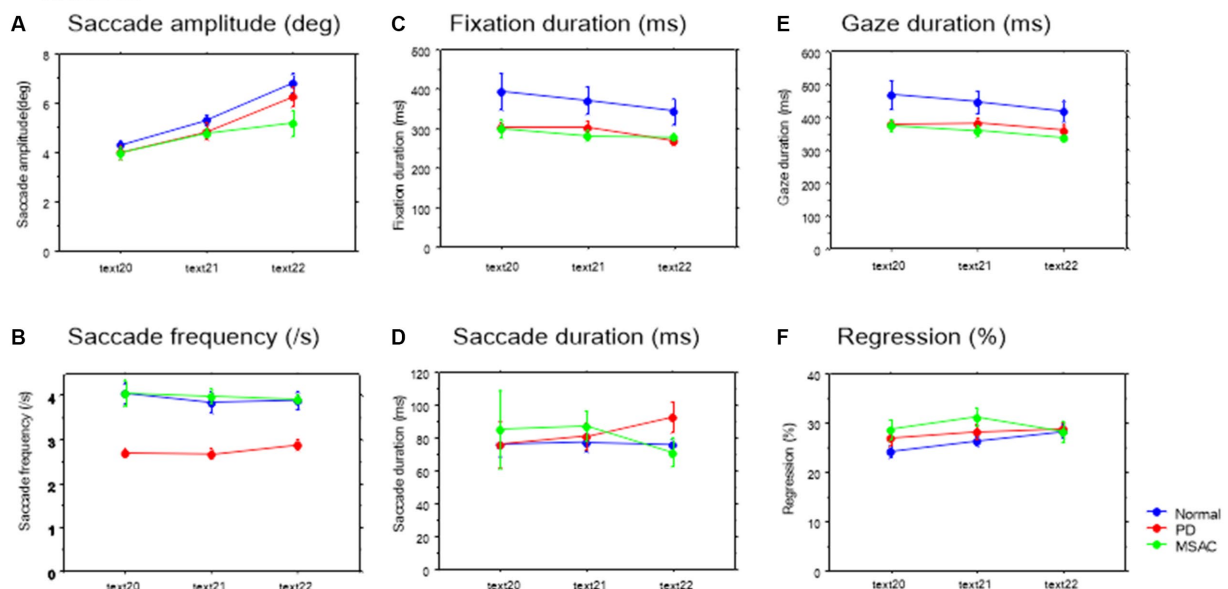 A Saccade amplitude (deg)
Saccade amplitude(deg)
8
6
4
2
0
text20 text21 text22
C Fixation duration (ms)
Fixation duration (ms)
500
400
300
200
100
0
text20 text21 text22
E Gaze duration (ms)
Gaze duration (ms)
600
500
400
300
200
100
0
text20 text21 text22
B Saccade frequency (/s)
Saccade frequency (/s)
4
3
2
1
0
text20 text21 text22
D Saccade duration (ms)
Saccade duration (ms)
120
100
80
60
40
20
0
text20 text21 text22
F Regression (%)
Regression (%)
40
30
20
10
0
text20 text21 text22
Normal
PD
MSAC